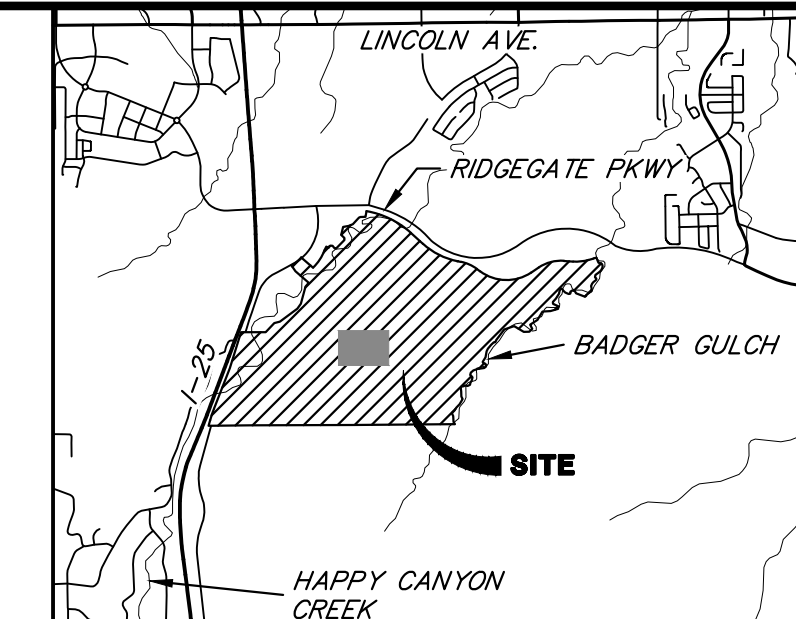 LINCOLN AVE.
RIDGEGATE PKWY
BADGER GULCH
I-25
SITE
HAPPY CANYON
CREEK